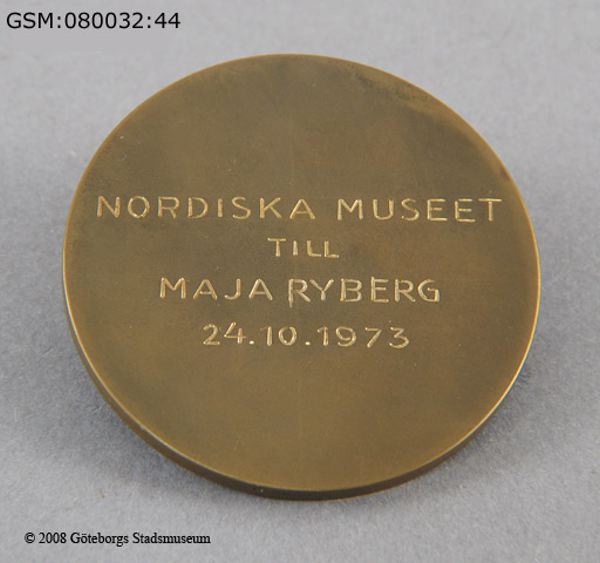 GSM:080032:44
NORDISKA MUSEET
TILL
MAJA RYBERG
24.10.1973
© 2008 Göteborgs Stadsmuseum